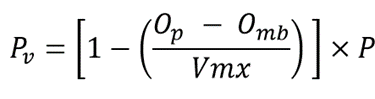 P_v = [1 − ((O_p − O_mb) / Vmx)] × P